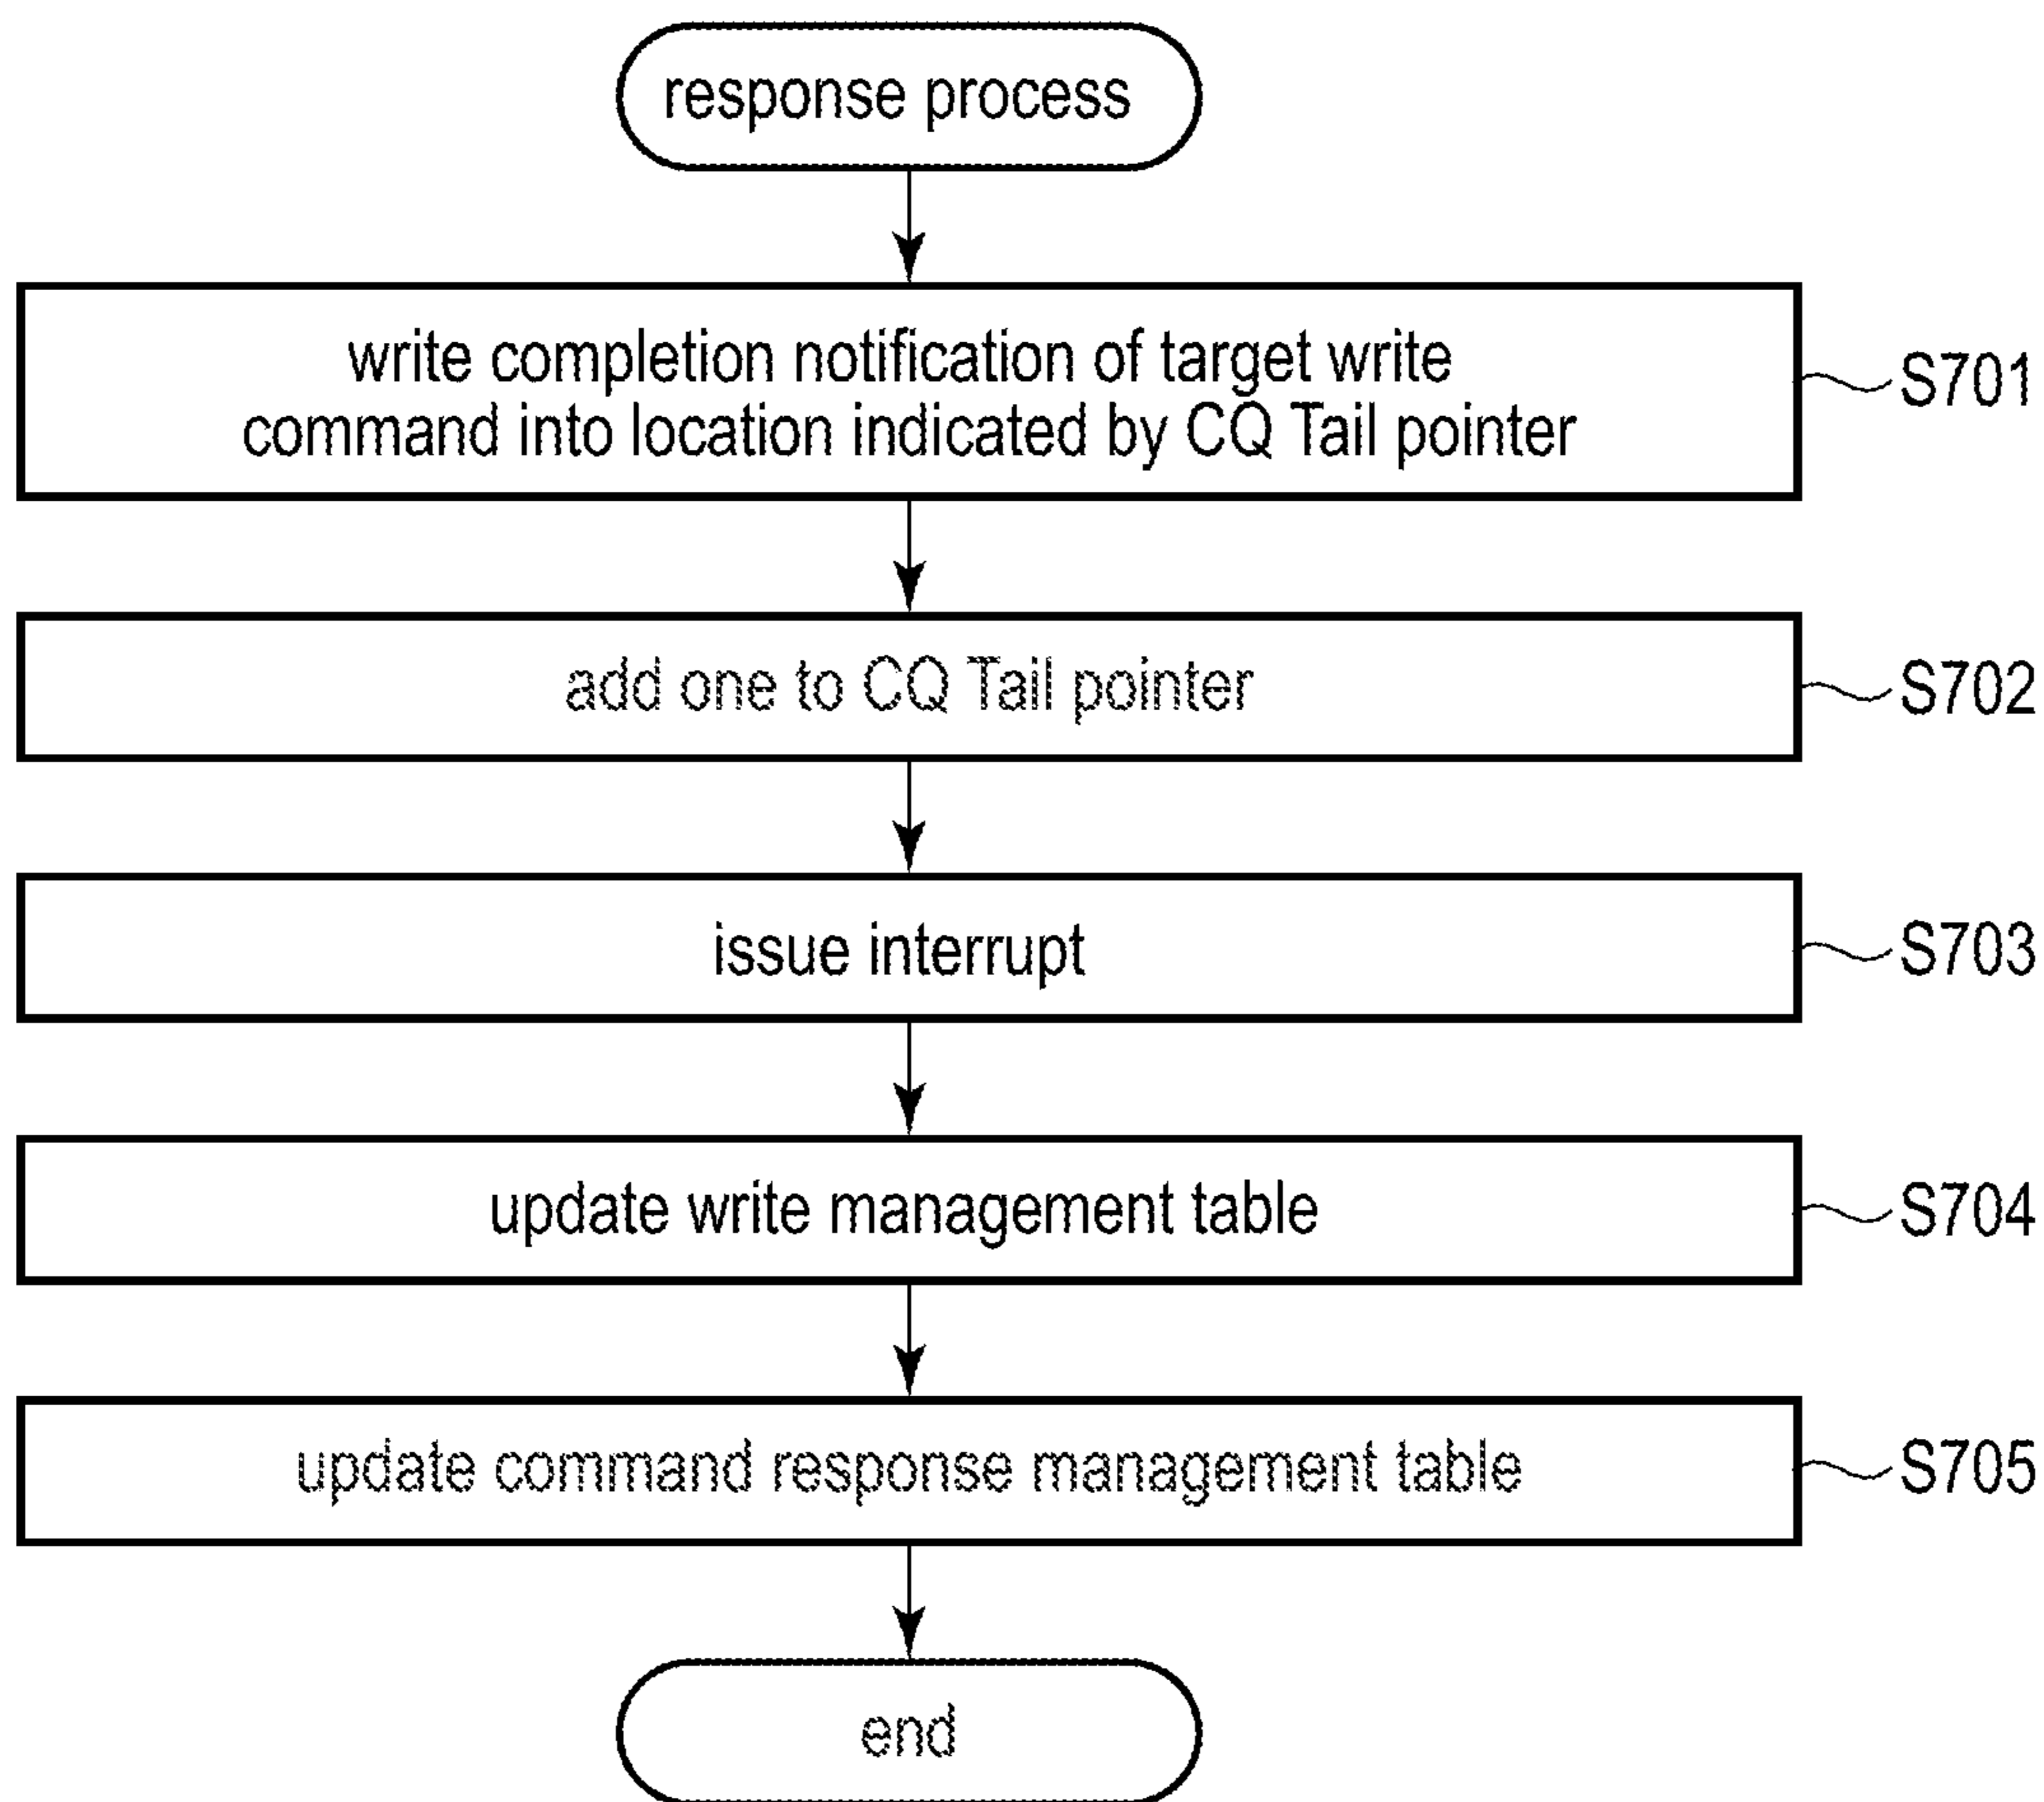 response process
write completion notification of target write
command into location indicated by CQ Tail pointer
S701
add one to CQ Tail pointer
S702
issue interrupt
S703
update write management table
S704
update command response management table
S705
end